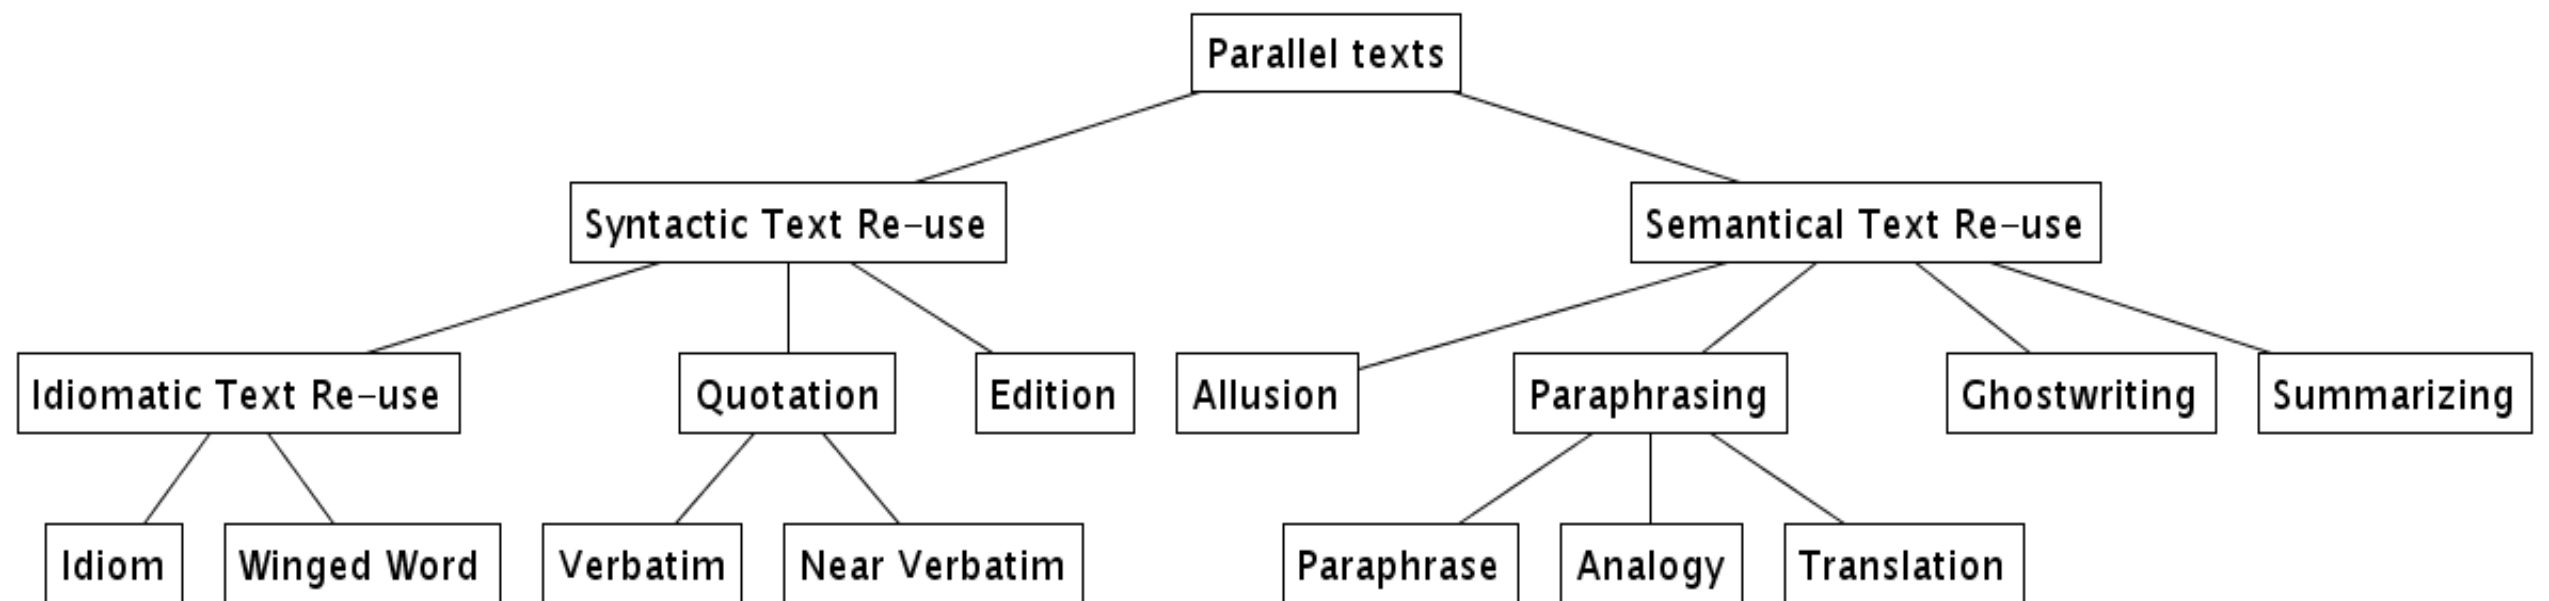 Parallel texts
Syntactic Text Re-use
Semantical Text Re-use
Idiomatic Text Re-use
Quotation
Edition
Allusion
Paraphrasing
Ghostwriting
Summarizing
Idiom
Winged Word
Verbatim
Near Verbatim
Paraphrase
Analogy
Translation